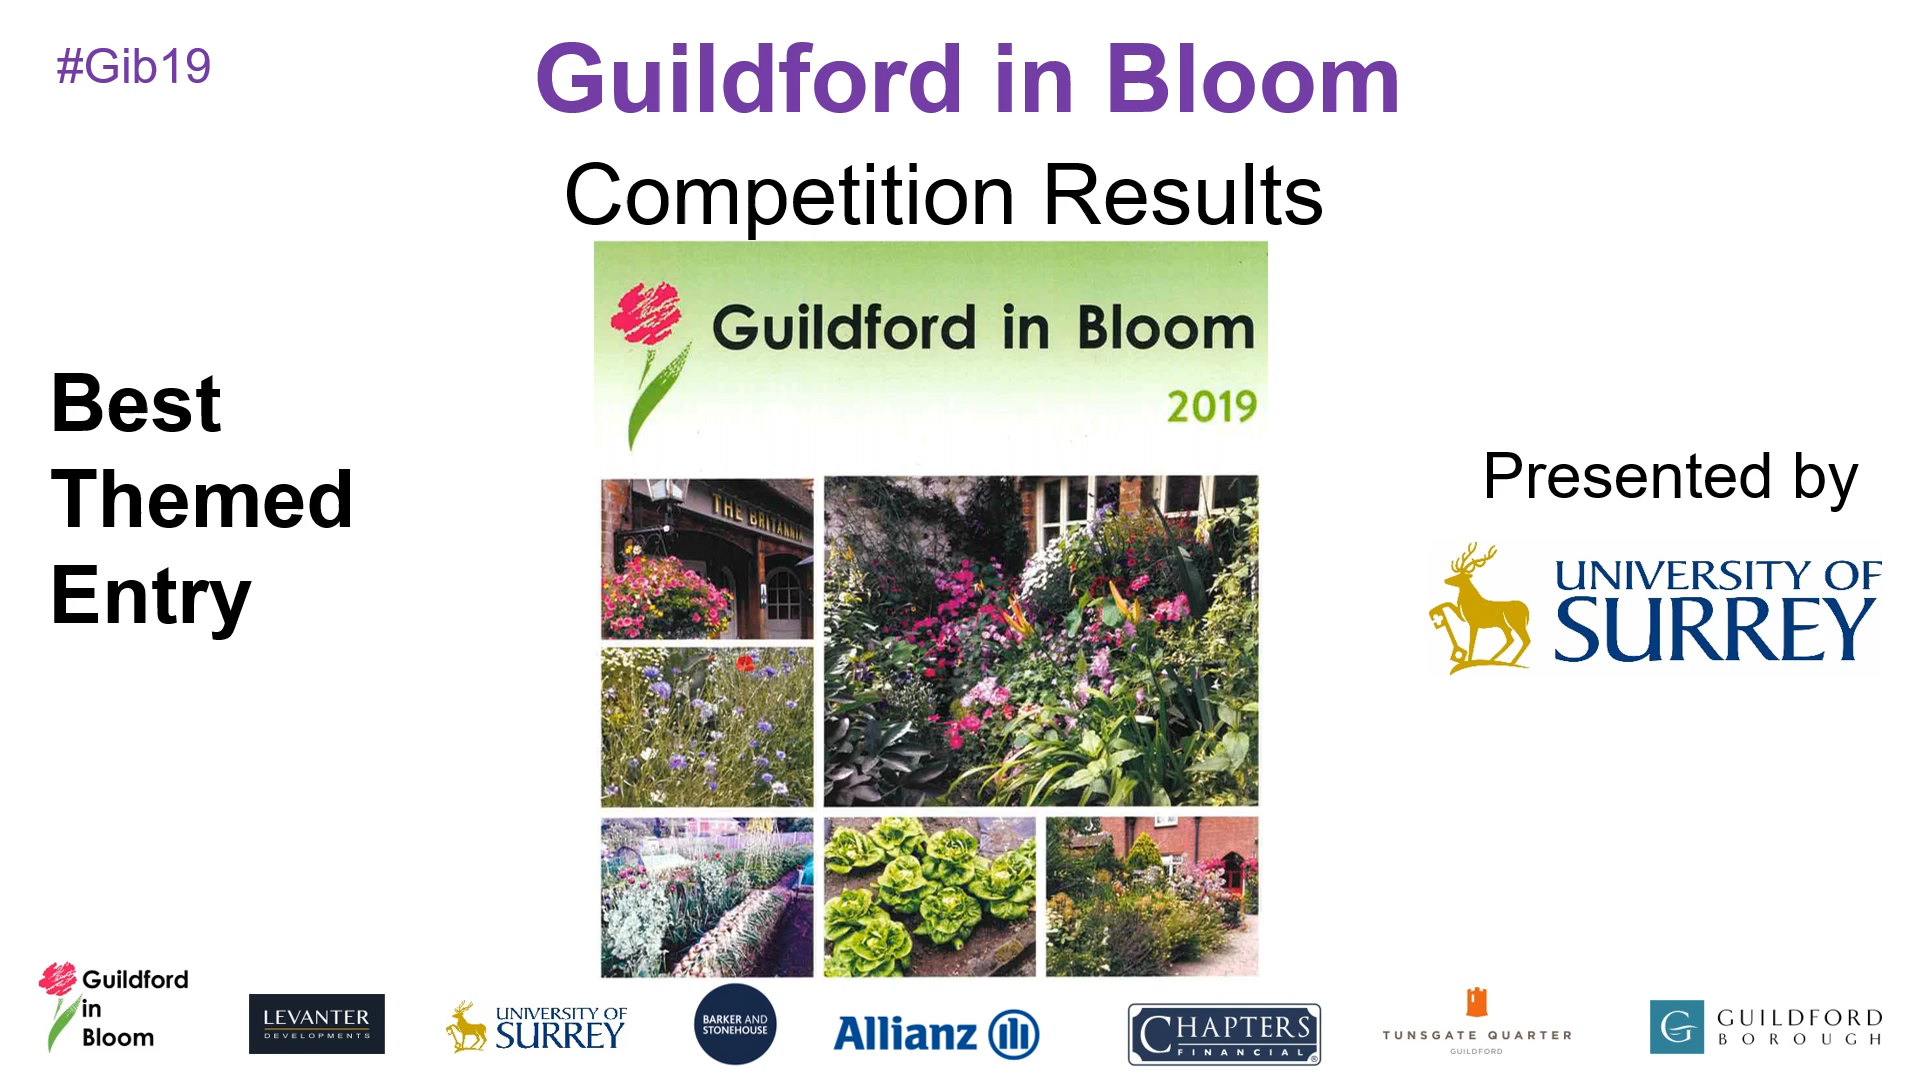 #Gib19
Guildford in Bloom
Competition Results
Guildford in Bloom
2019
THE BRITANNIA
Best
Themed
Entry
Presented by
UNIVERSITY OF
SURREY
Guildford
in
Bloom
LEVANTER
DEVELOPMENTS
UNIVERSITY OF
SURREY
BARKER AND
STONEHOUSE
Allianz
CHAPTERS
FINANCIAL
®
TUNSGATE QUARTER
GUILDFORD
G
GUILDFORD
BOROUGH